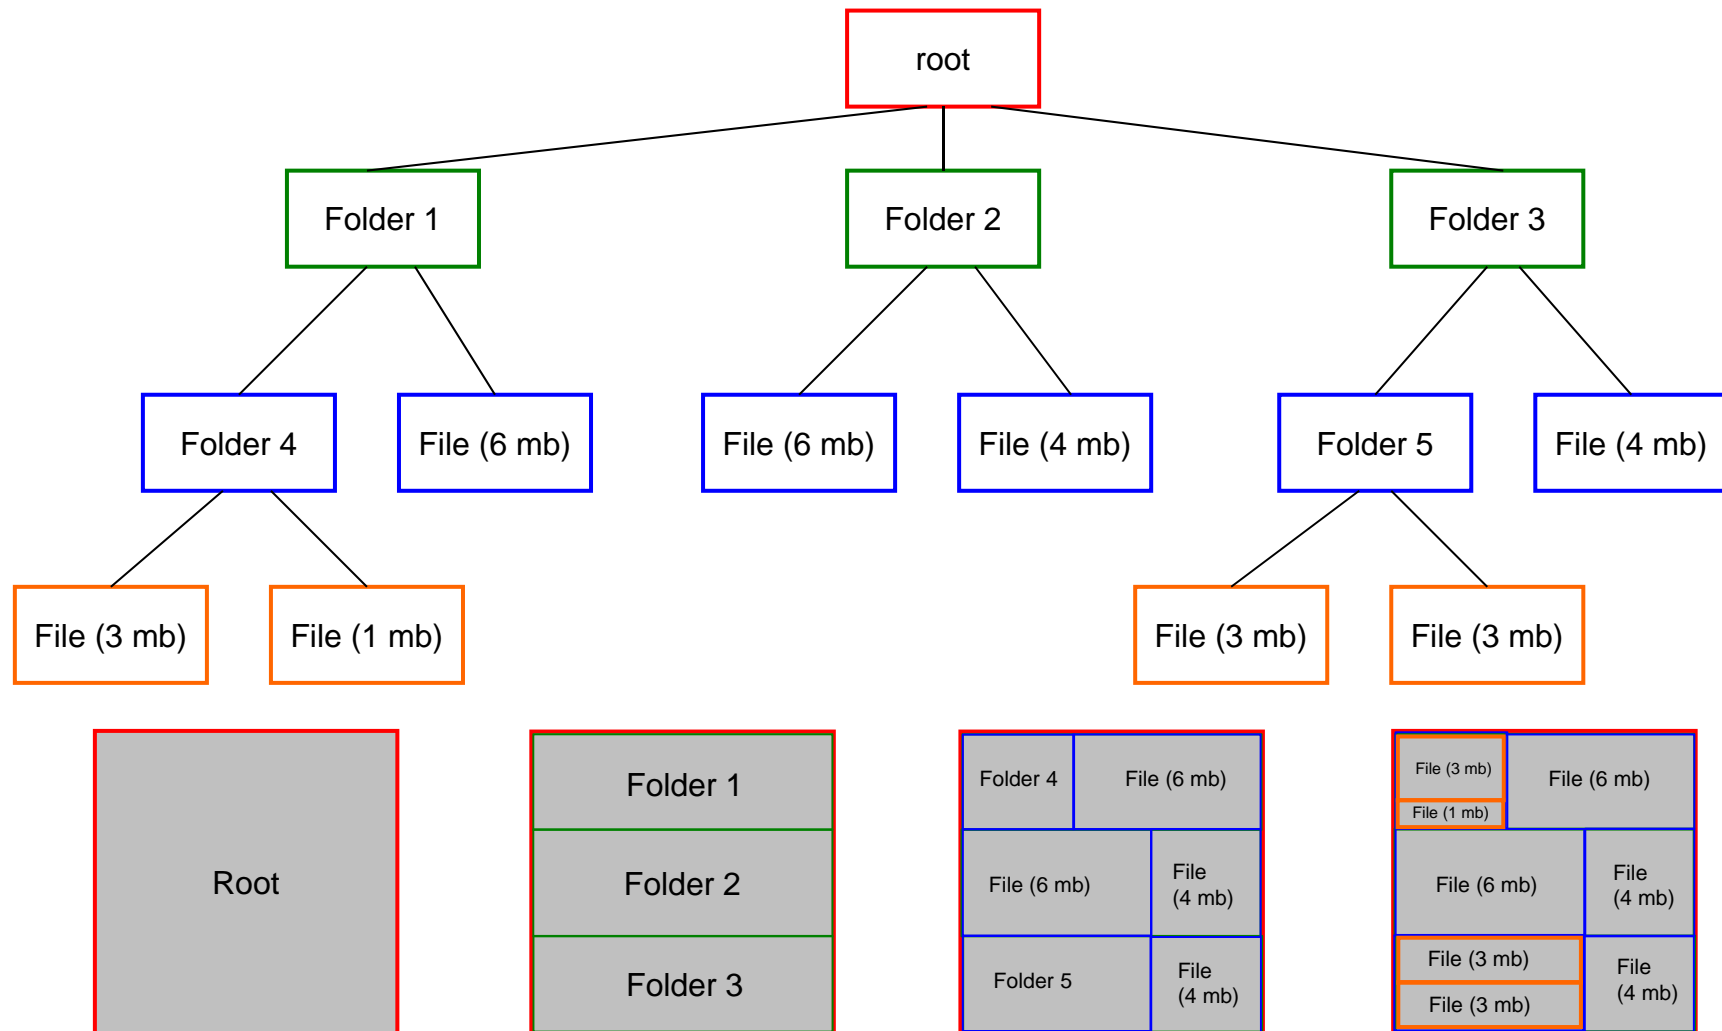 root
Folder 1
Folder 2
Folder 3
Folder 4
File (6 mb)
File (6 mb)
File (4 mb)
Folder 5
File (4 mb)
File (3 mb)
File (1 mb)
File (3 mb)
File (3 mb)
Root
Folder 1
Folder 2
Folder 3
Folder 4
File (6 mb)
File (6 mb)
File
(4 mb)
Folder 5
File
(4 mb)
File (3 mb)
File (1 mb)
File (6 mb)
File (6 mb)
File
(4 mb)
File (3 mb)
File (3 mb)
File
(4 mb)